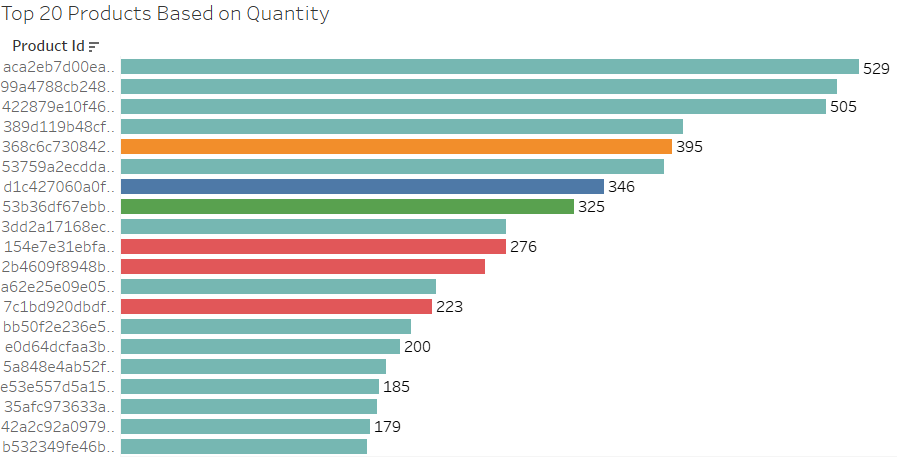 Top 20 Products Based on Quantity
Product Id
aca2eb7d00ea.. 529
99a4788cb248..
422879e10f46.. 505
389d119b48cf..
368c6c730842.. 395
53759a2ecdda..
d1c427060a0f.. 346
53b36df67ebb.. 325
3dd2a17168ec..
154e7e31ebfa.. 276
2b4609f8948b..
a62e25e09e05..
7c1bd920dbdf.. 223
bb50f2e236e5..
e0d64dcfaa3b.. 200
5a848e4ab52f..
e53e557d5a15.. 185
35afc973633a..
42a2c92a0979.. 179
b532349fe46b..